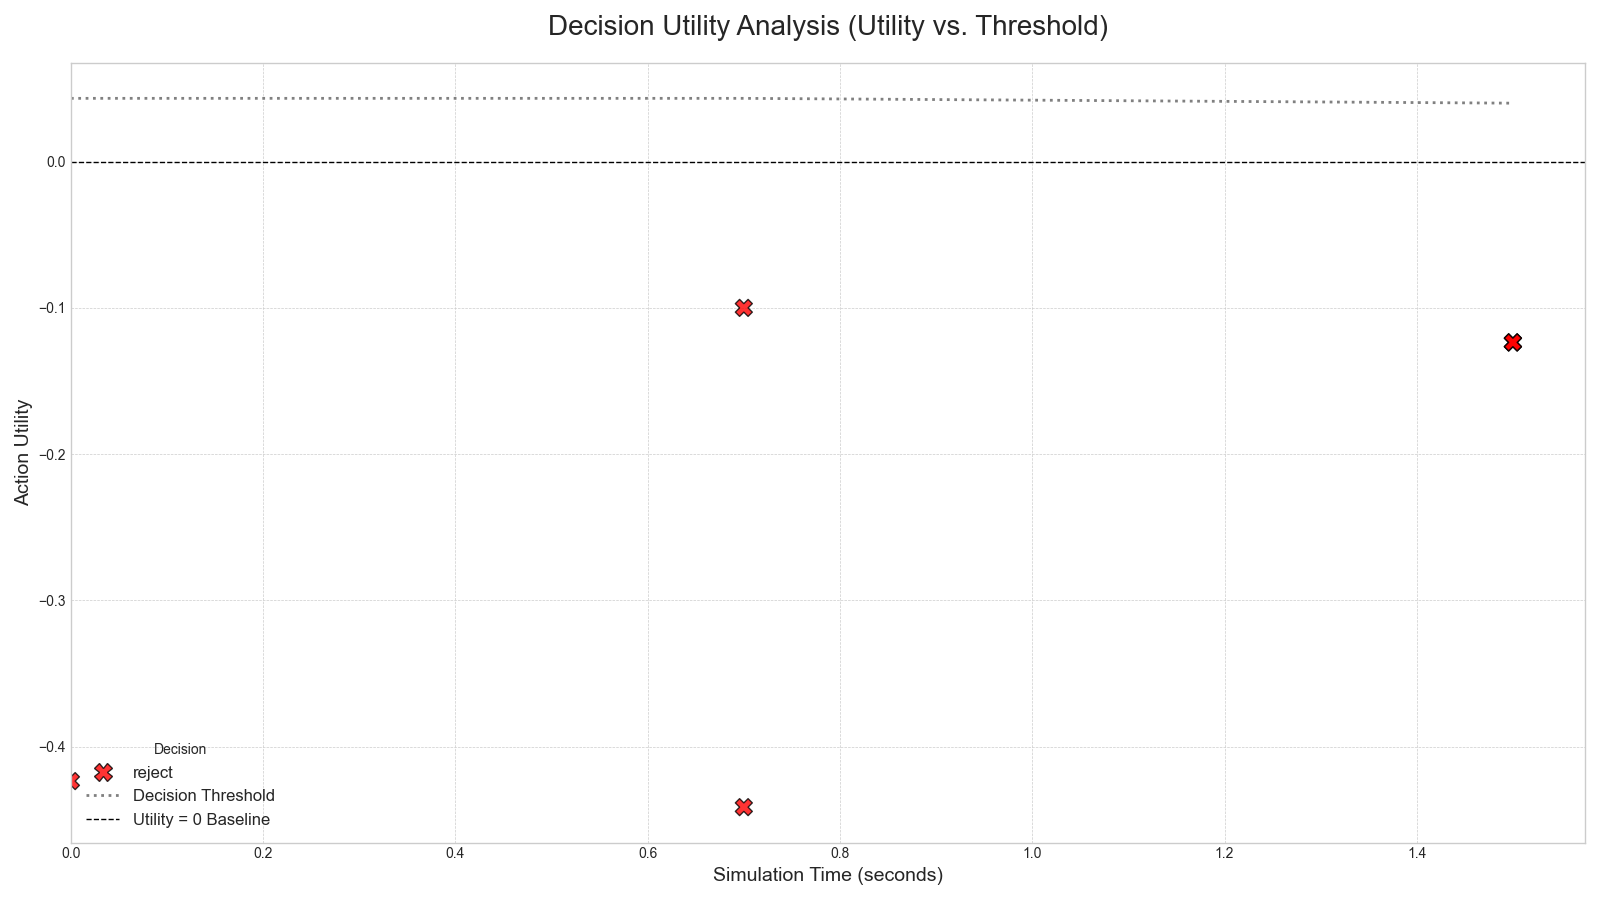 Decision Utility Analysis (Utility vs. Threshold)
Action Utility
0.0
−0.1
−0.2
−0.3
−0.4
Decision
reject
Decision Threshold
Utility = 0 Baseline
0.0 0.2 0.4 0.6 0.8 1.0 1.2 1.4
Simulation Time (seconds)